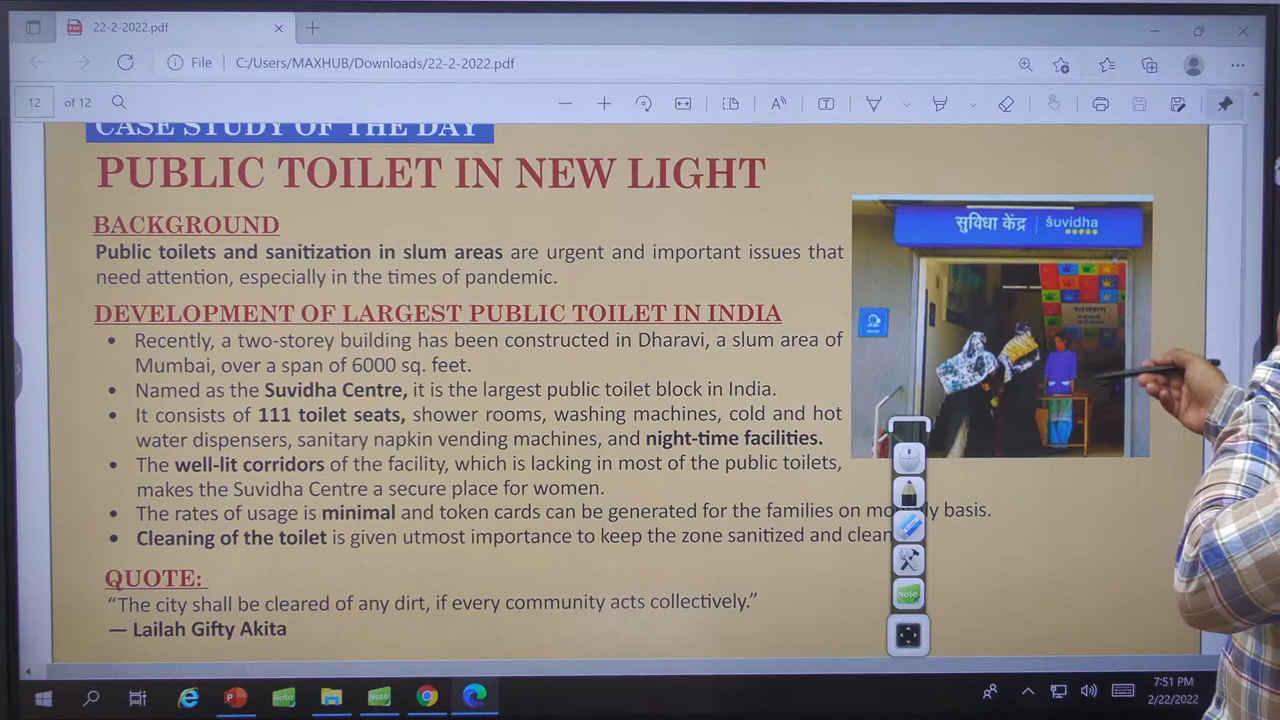 22-2-2022.pdf
File
C:/Users/MAXHUB/Downloads/22-2-2022.pdf
12 of 12
CASE STUDY OF THE DAY
PUBLIC TOILET IN NEW LIGHT
BACKGROUND
Public toilets and sanitization in slum areas are urgent and important issues that
need attention, especially in the times of pandemic.
DEVELOPMENT OF LARGEST PUBLIC TOILET IN INDIA
• Recently, a two-storey building has been constructed in Dharavi, a slum area of
Mumbai, over a span of 6000 sq. feet.
• Named as the Suvidha Centre, it is the largest public toilet block in India.
• It consists of 111 toilet seats, shower rooms, washing machines, cold and hot
water dispensers, sanitary napkin vending machines, and night-time facilities.
• The well-lit corridors of the facility, which is lacking in most of the public toilets,
makes the Suvidha Centre a secure place for women.
• The rates of usage is minimal and token cards can be generated for the families on basis.
• Cleaning of the toilet is given utmost importance to keep the zone sanitized and clean
QUOTE:
“The city shall be cleared of any dirt, if every community acts collectively.”
— Lailah Gifty Akita
सुविधा केंद्र suvidha
Note
7:51 PM
2/22/2022